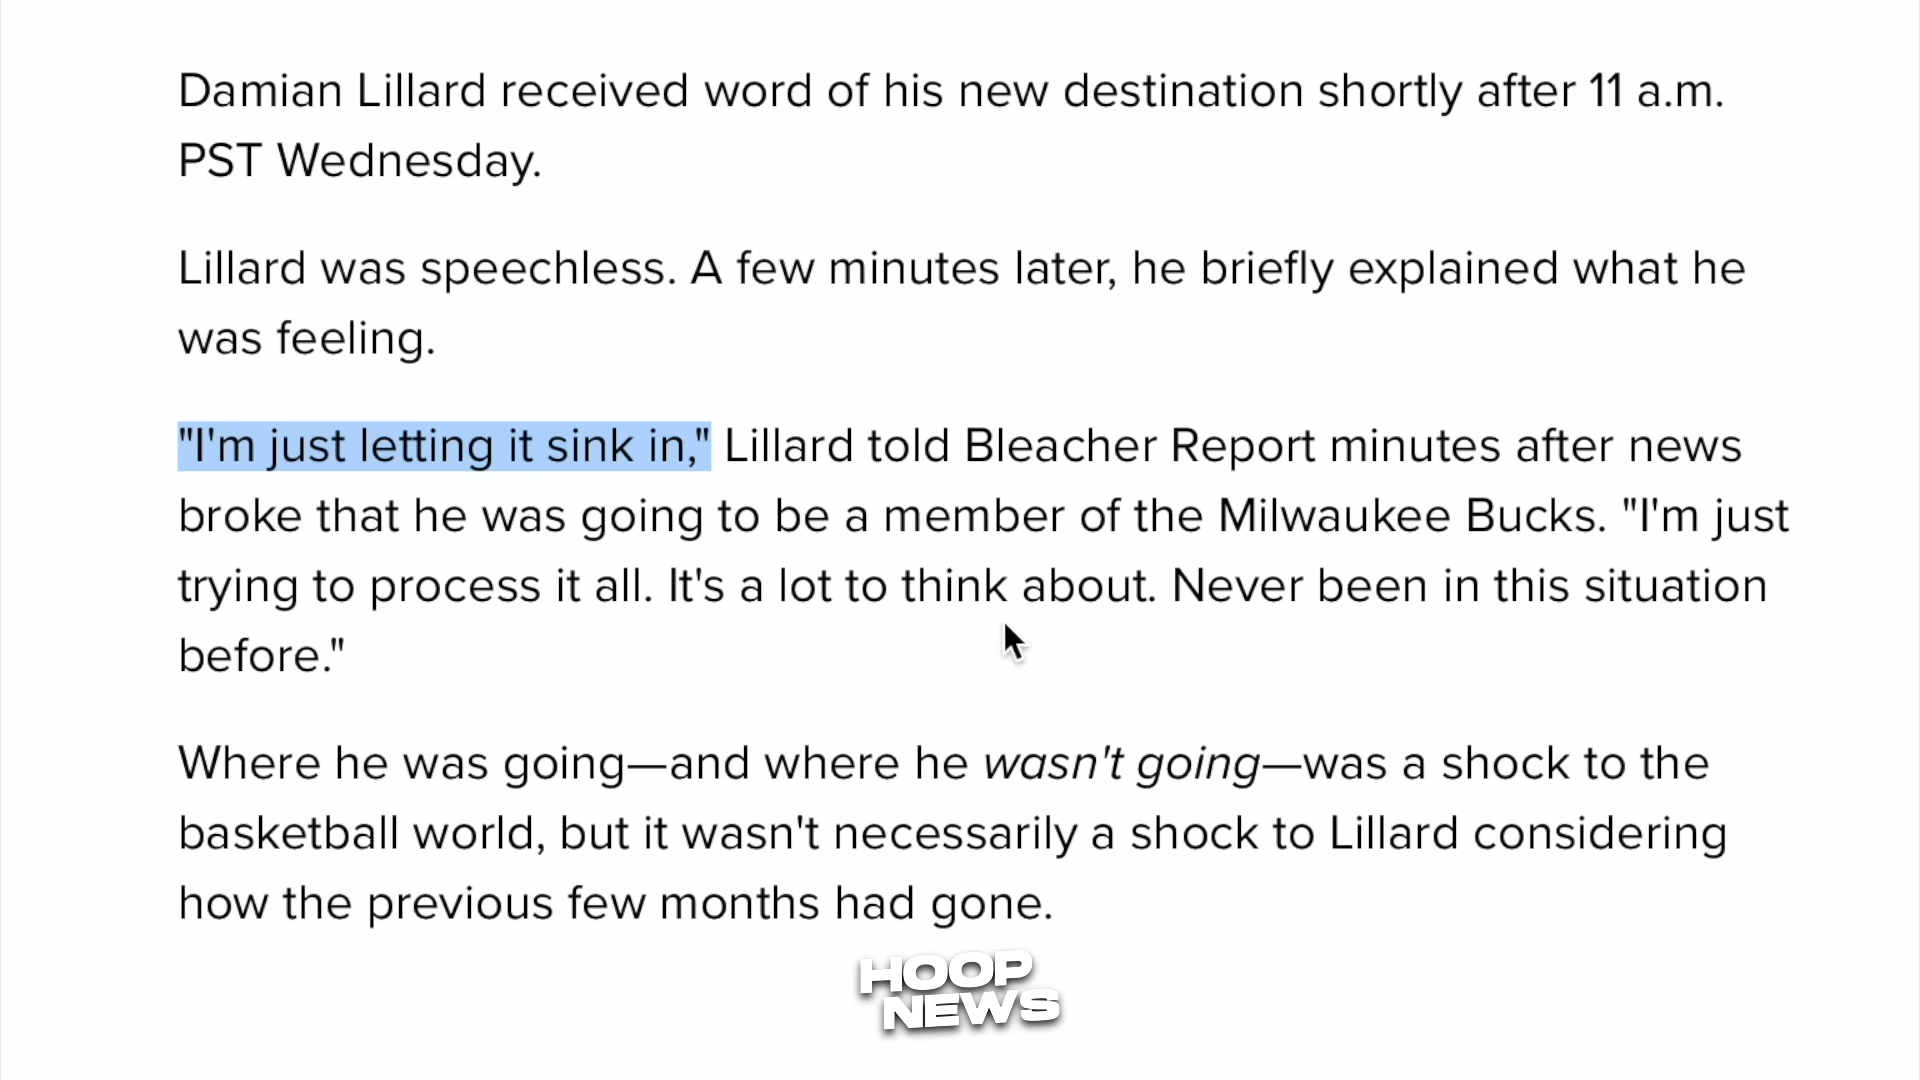 Damian Lillard received word of his new destination shortly after 11 a.m.
PST Wednesday.
Lillard was speechless. A few minutes later, he briefly explained what he
was feeling.
"I'm just letting it sink in," Lillard told Bleacher Report minutes after news
broke that he was going to be a member of the Milwaukee Bucks. "I'm just
trying to process it all. It's a lot to think about. Never been in this situation
before."
Where he was going—and where he wasn't going—was a shock to the
basketball world, but it wasn't necessarily a shock to Lillard considering
how the previous few months had gone.
HOOP
NEWS